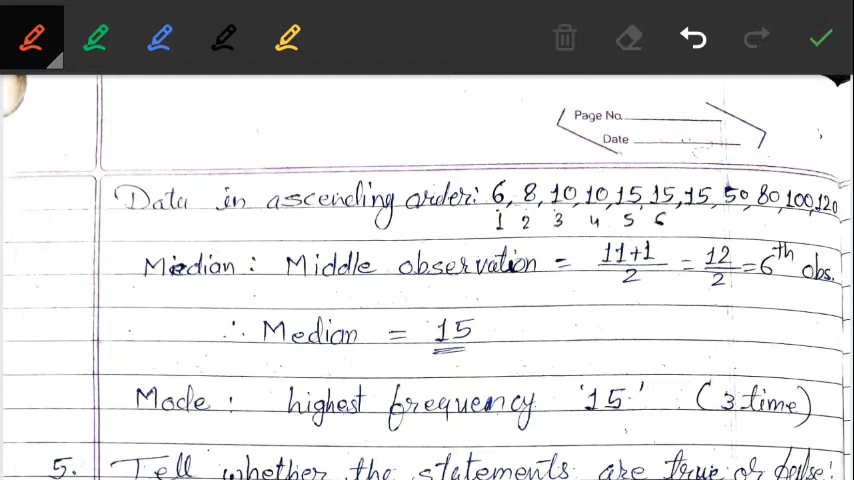 Page No.
Date
Data in ascending order: 6, 8, 10, 10, 15, 15, 15, 50, 80, 100, 120
1 2 3 4 5 6
Median: Middle observation = 11+1/2 = 12/2 = 6th obs.
∴ Median = 15
Mode: highest frequency '15' (3 time)
5. Tell whether the statements are true or false: